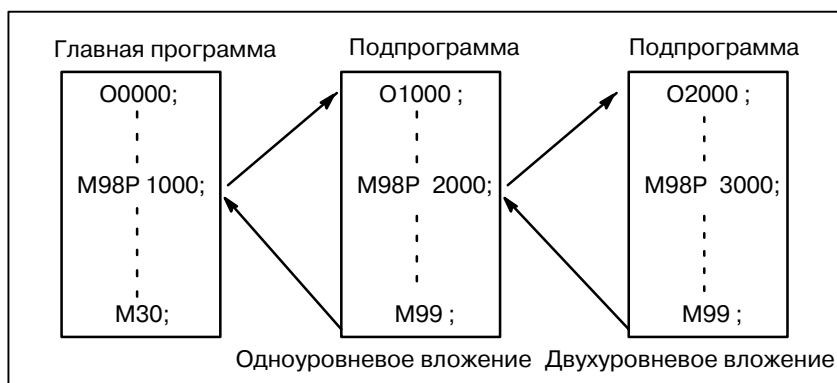 Главная программа
O0000;
M98P 1000;
M30;
Подпрограмма
O1000 ;
M98P 2000;
M99 ;
Одноуровневое вложение
Подпрограмма
O2000 ;
M98P 3000;
M99 ;
Двухуровневое вложение